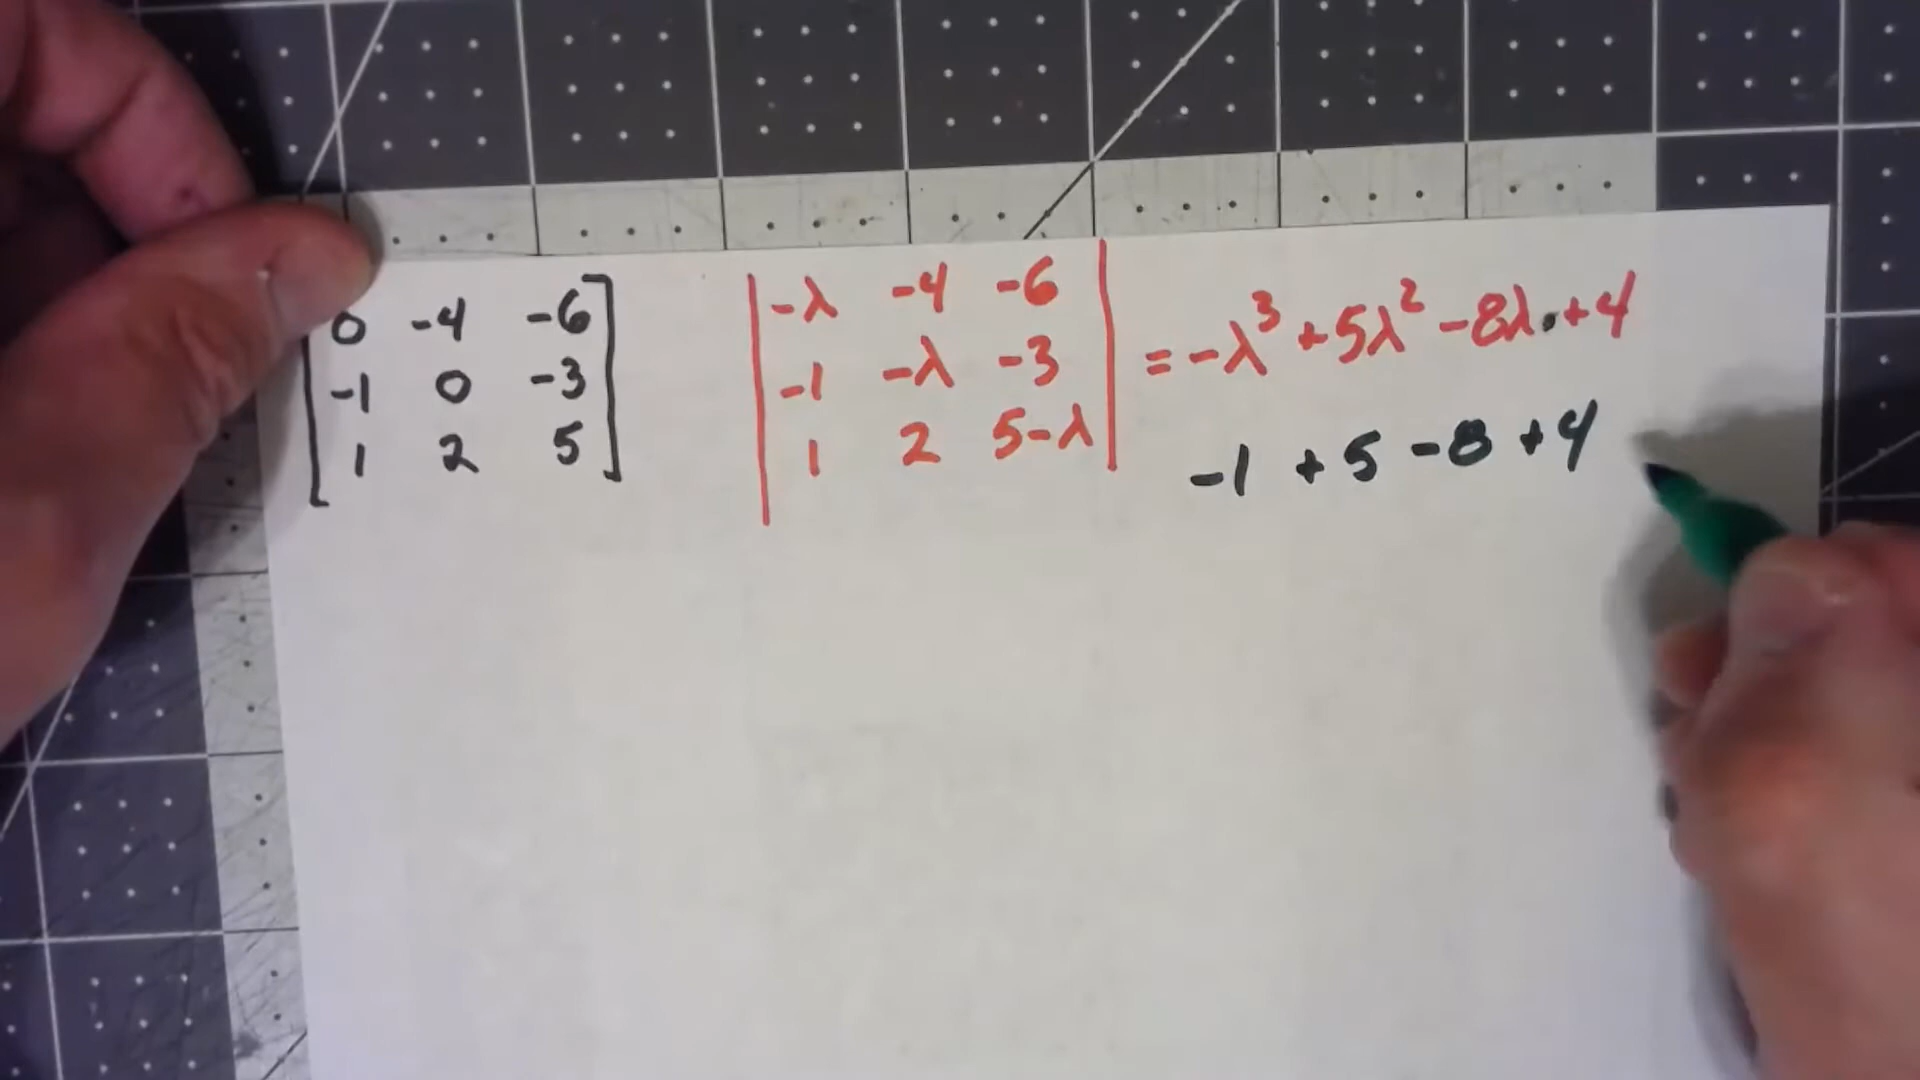 0 -4 -6
-1 0 -3
1 2 5
-λ -4 -6
-1 -λ -3
1 2 5-λ
= -λ³ + 5λ² - 8λ + 4
-1 + 5 - 8 + 4